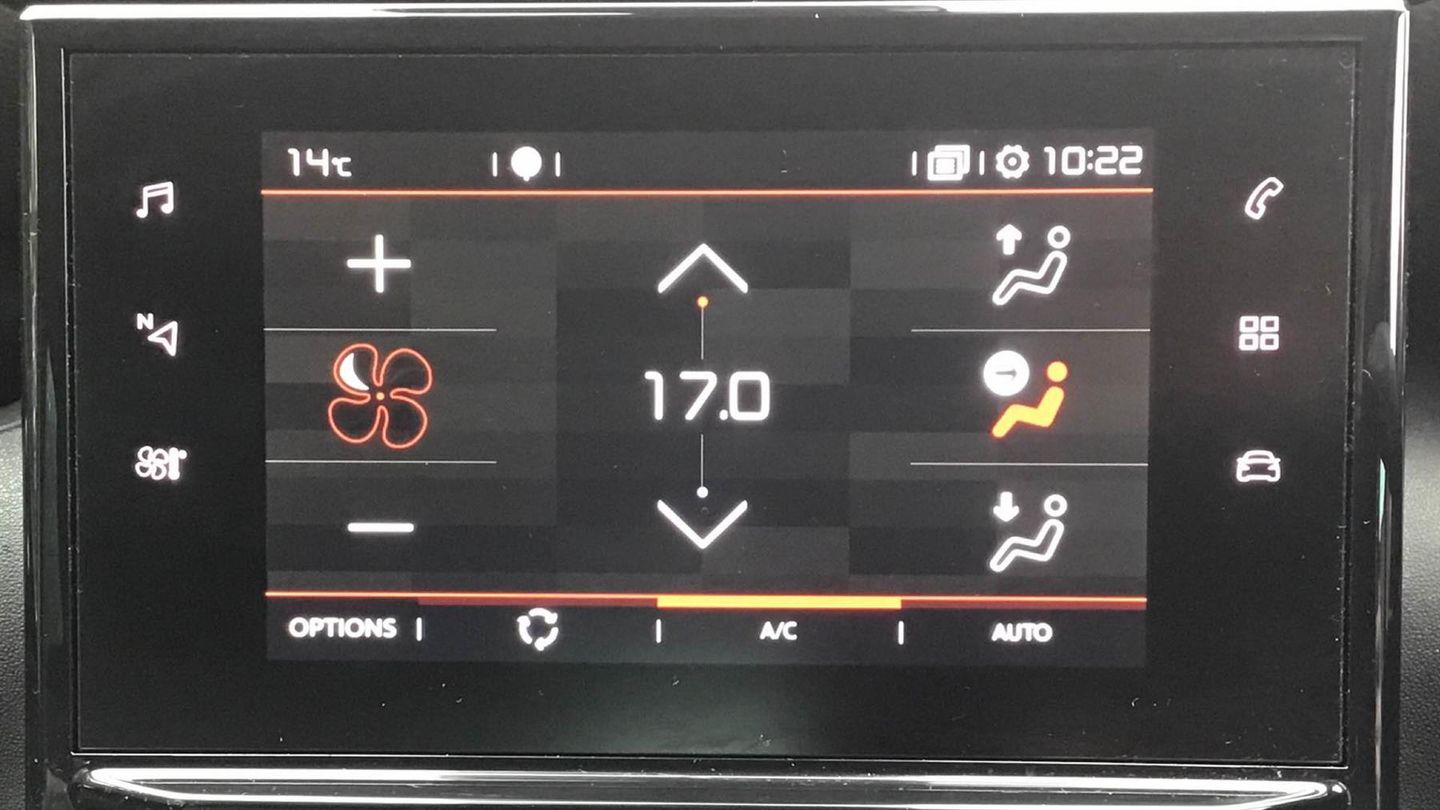 14℃ 10:22
N
17.0
OPTIONS A/C AUTO